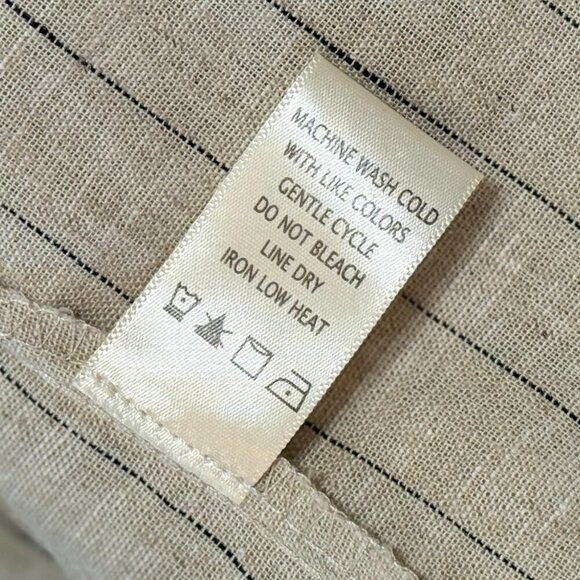 MACHINE WASH COLD
WITH LIKE COLORS
GENTLE CYCLE
DO NOT BLEACH
LINE DRY
IRON LOW HEAT